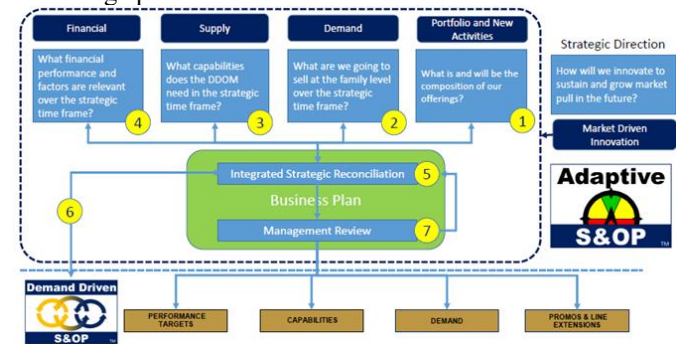 Financial
Supply
Demand
Portfolio and New
Activities
Strategic Direction
What financial
performance and
factors are relevant
over the strategic
time frame?
4
What capabilities
does the DDOM
need in the strategic
time frame?
3
What are we going to
sell at the family level
over the strategic
time frame?
2
What is and will be the
composition of our
offerings?
1
How will we innovate to
sustain and grow market
pull in the future?
Market Driven
Innovation
Integrated Strategic Reconciliation
5
Business Plan
Management Review
7
6
Adaptive
S&OP
TM
Demand Driven
S&OP
TM
PERFORMANCE
TARGETS
CAPABILITIES
DEMAND
PROMOS & LINE
EXTENSIONS